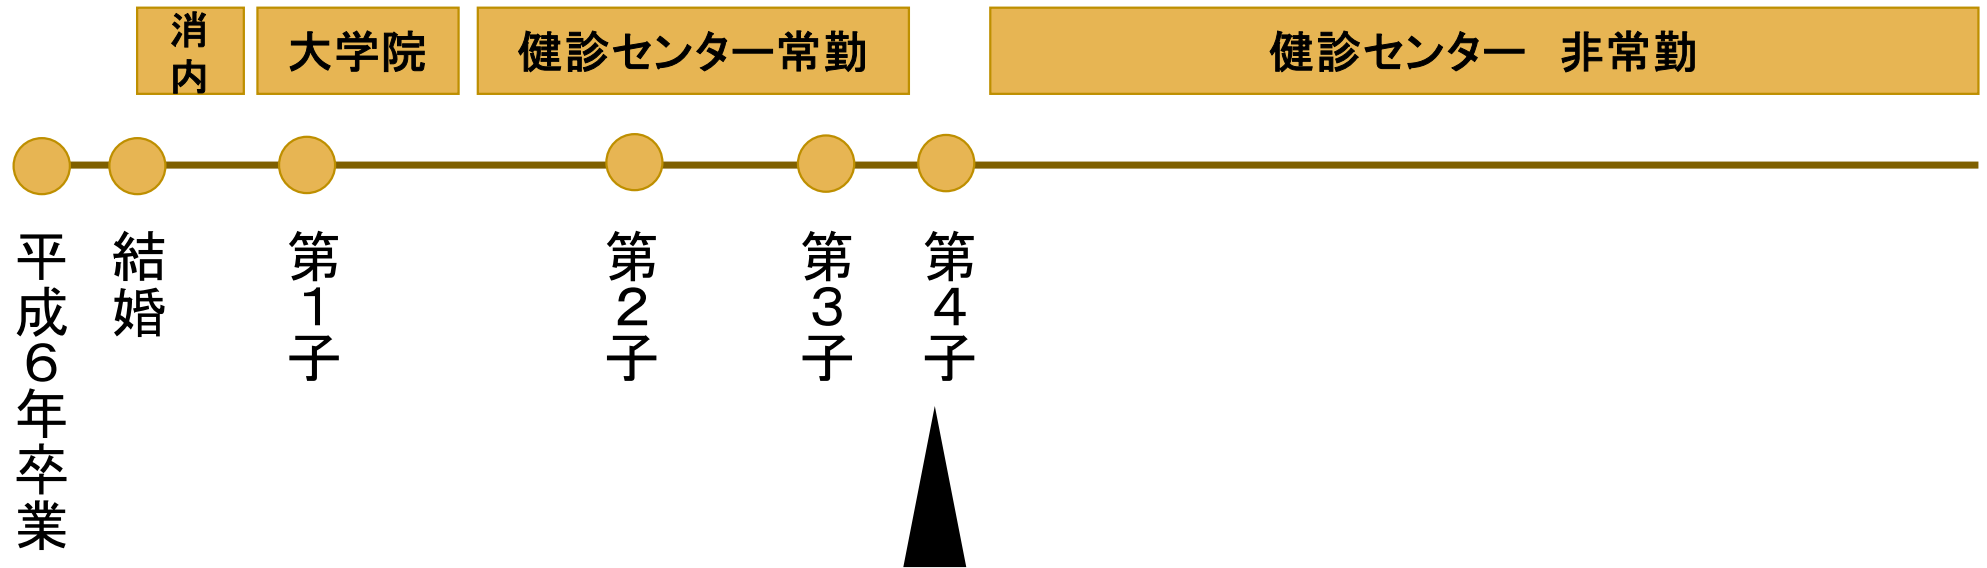 消
内
大学院
健診センター常勤
健診センター　非常勤
平成６年卒業
結婚
第１子
第２子
第３子
第４子